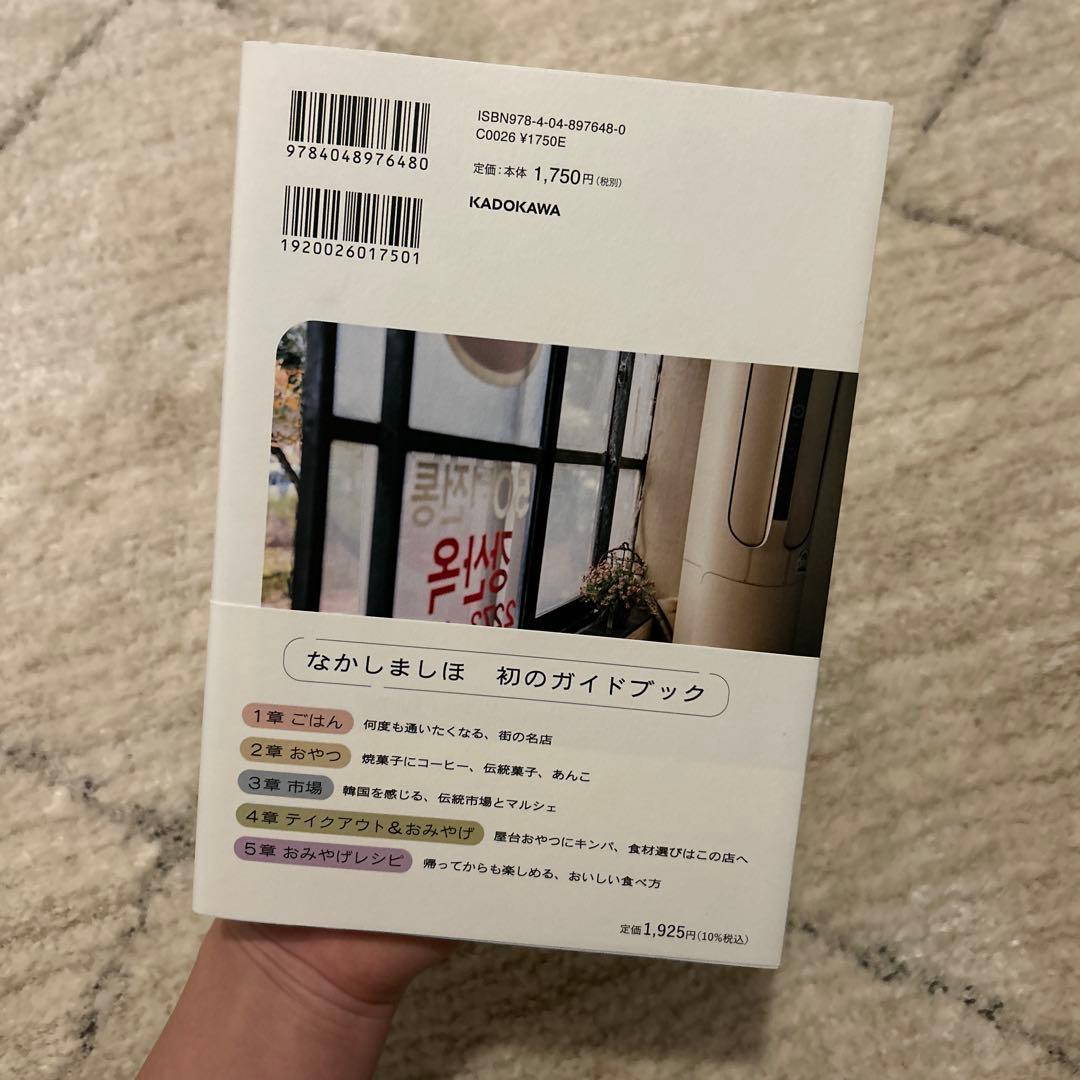 9784048976480
ISBN978-4-04-897648-0
C0026 ¥1750E
定価：本体 1,750円（税別）
KADOKAWA
1920026017501
전통
장산옥
2272
なかしましほ 初のガイドブック
1章 ごはん 何度も通いたくなる、街の名店
2章 おやつ 焼菓子にコーヒー、伝統菓子、あんこ
3章 市場 韓国を感じる、伝統市場とマルシェ
4章 テイクアウト&おみやげ 屋台おやつにキンパ、食材選びはこの店へ
5章 おみやげレシピ 帰ってからも楽しめる、おいしい食べ方
定価1,925円（10%税込）